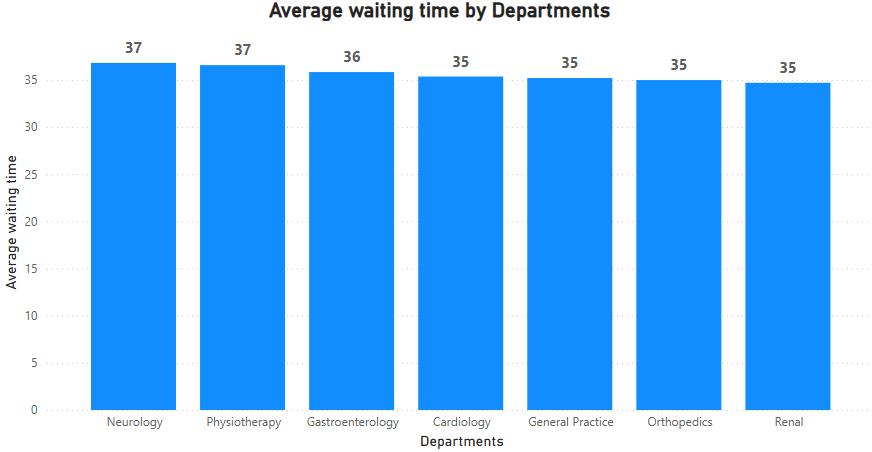 Average waiting time by Departments
37 37 36 35 35 35 35
35
30
25
20
15
10
5
0
Average waiting time
Neurology Physiotherapy Gastroenterology Cardiology General Practice Orthopedics Renal
Departments